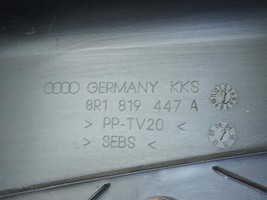 GERMANY KKS
8R1 819 447 A
> PP-TV20 <
> SEBS <